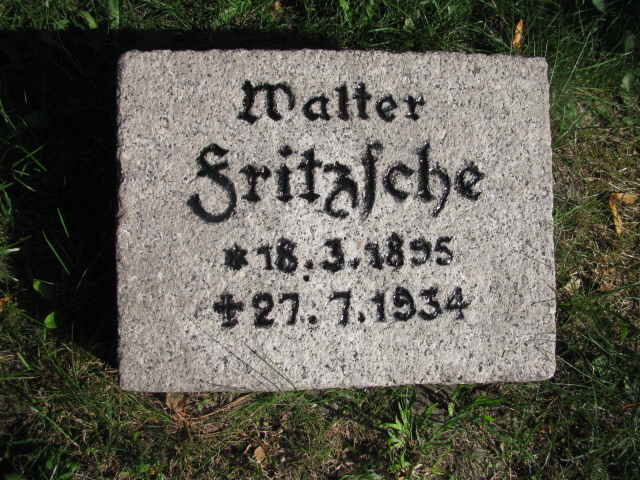 Walter
Fritzſche
* 18.3.1895
✝ 27.7.1934